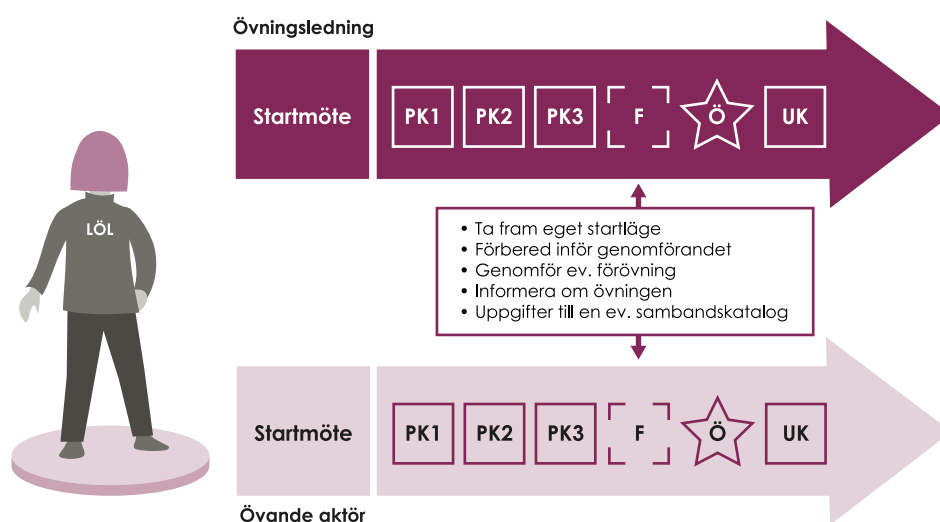 Övningsledning
Startmöte PK1 PK2 PK3 F Ö UK
LÖL
• Ta fram eget startläge
• Förbered inför genomförandet
• Genomför ev. förövning
• Informera om övningen
• Uppgifter till en ev. sambandskatalog
Startmöte PK1 PK2 PK3 F Ö UK
Övande aktör